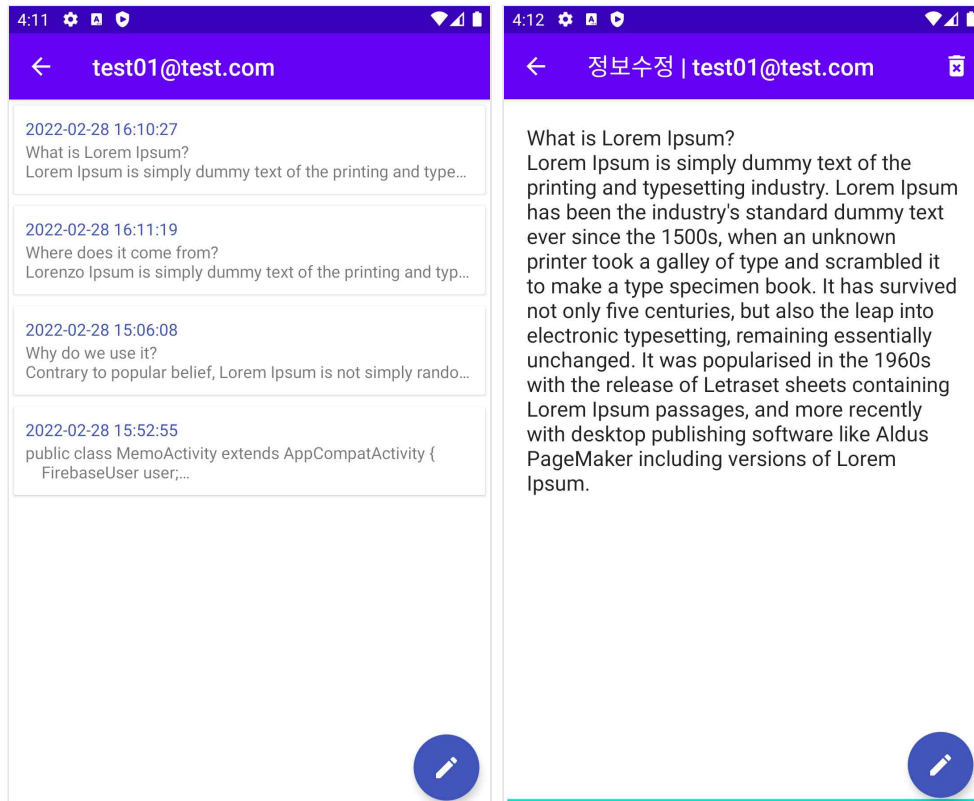 4:11
test01@test.com
2022-02-28 16:10:27
What is Lorem Ipsum?
Lorem Ipsum is simply dummy text of the printing and type...
2022-02-28 16:11:19
Where does it come from?
Lorenzo Ipsum is simply dummy text of the printing and typ...
2022-02-28 15:06:08
Why do we use it?
Contrary to popular belief, Lorem Ipsum is not simply rando...
2022-02-28 15:52:55
public class MemoActivity extends AppCompatActivity {
FirebaseUser user;...
4:12
정보수정 | test01@test.com
What is Lorem Ipsum?
Lorem Ipsum is simply dummy text of the
printing and typesetting industry. Lorem Ipsum
has been the industry's standard dummy text
ever since the 1500s, when an unknown
printer took a galley of type and scrambled it
to make a type specimen book. It has survived
not only five centuries, but also the leap into
electronic typesetting, remaining essentially
unchanged. It was popularised in the 1960s
with the release of Letraset sheets containing
Lorem Ipsum passages, and more recently
with desktop publishing software like Aldus
PageMaker including versions of Lorem
Ipsum.